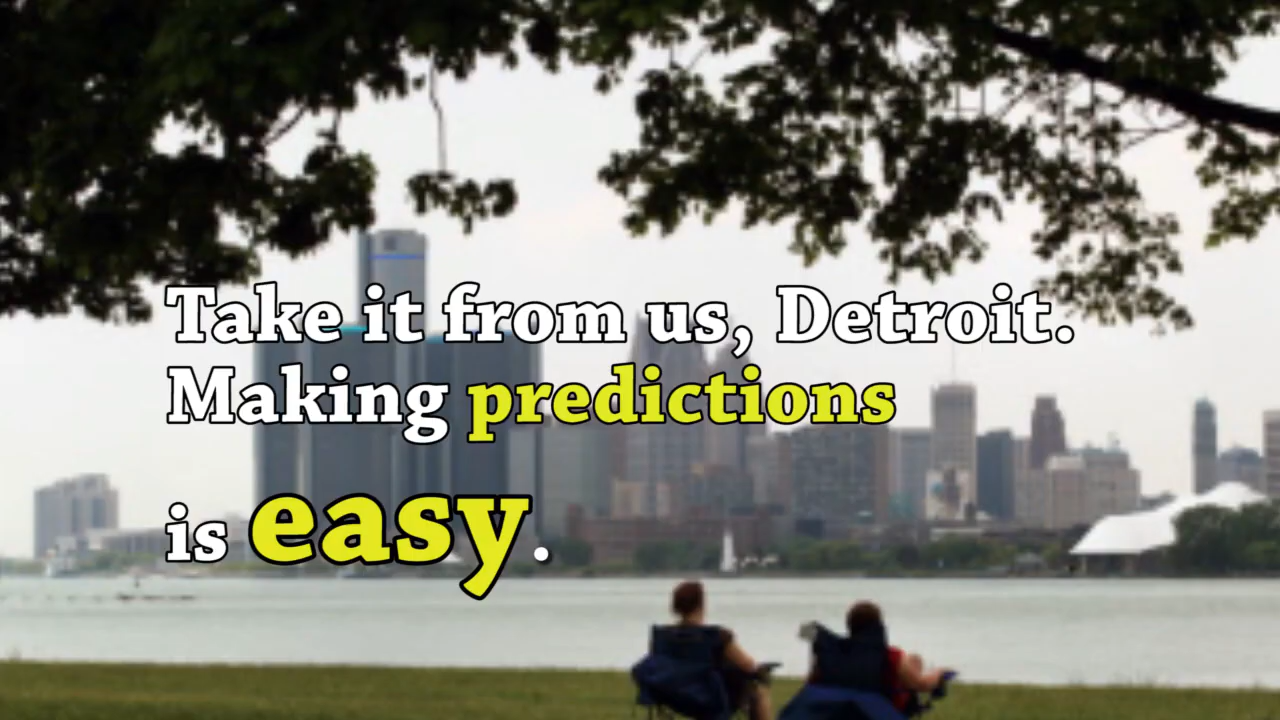 Take it from us, Detroit.
Making predictions
is easy.